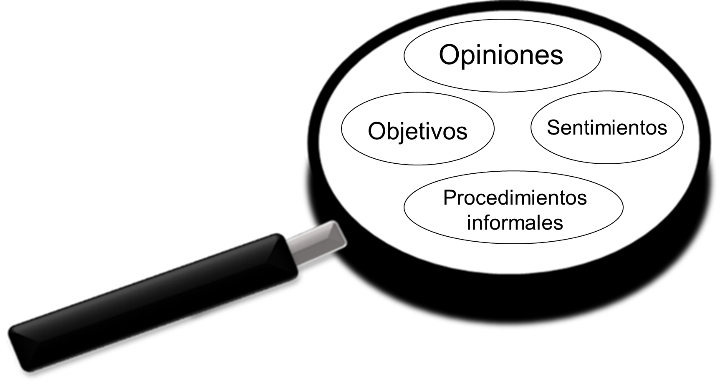 Opiniones
Objetivos
Sentimientos
Procedimientos
informales